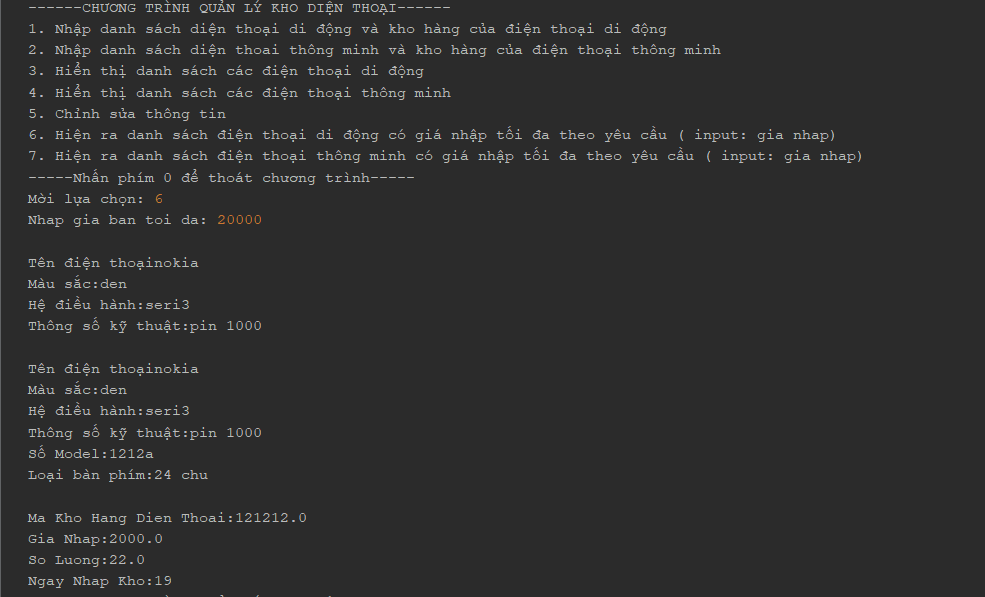 ------CHƯƠNG TRÌNH QUẢN LÝ KHO DIỆN THOẠI------
1. Nhập danh sách điện thoại di động và kho hàng của điện thoại di động
2. Nhập danh sách diện thoai thông minh và kho hàng của điện thoại thông minh
3. Hiển thị danh sách các điện thoại di động
4. Hiển thị danh sách các điện thoại thông minh
5. Chỉnh sửa thông tin
6. Hiện ra danh sách điện thoại di động có giá nhập tối đa theo yêu cầu ( input: gia nhap)
7. Hiện ra danh sách điện thoại thông minh có giá nhập tối đa theo yêu cầu ( input: gia nhap)
-----Nhấn phím 0 để thoát chương trình-----
Mời lựa chọn: 6
Nhap gia ban toi da: 20000
Tên điện thoạinokia
Màu sắc:den
Hệ điều hành:seri3
Thông số kỹ thuật:pin 1000
Tên điện thoạinokia
Màu sắc:den
Hệ điều hành:seri3
Thông số kỹ thuật:pin 1000
Số Model:1212a
Loại bàn phím:24 chu
Ma Kho Hang Dien Thoai:121212.0
Gia Nhap:2000.0
So Luong:22.0
Ngay Nhap Kho:19